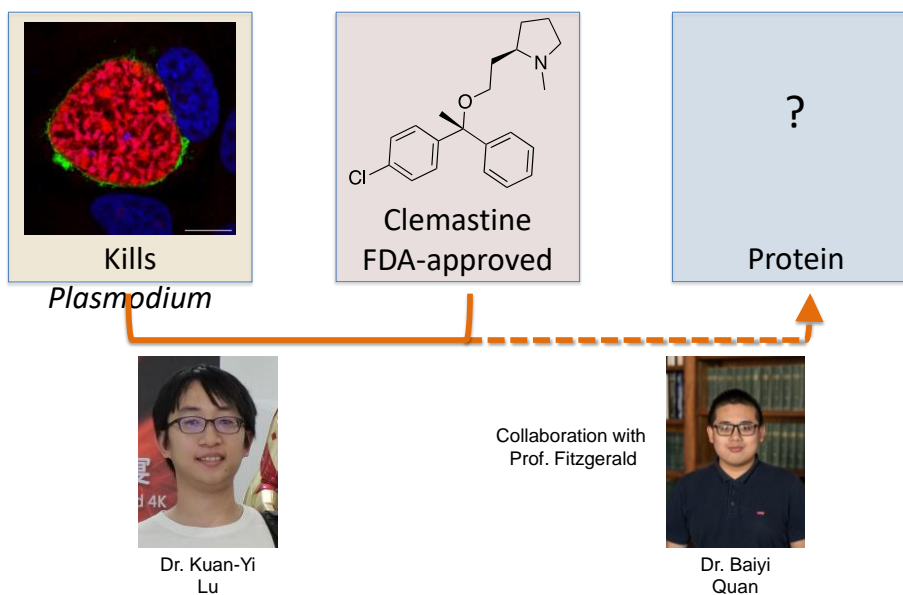 Kills
Plasmodium
O
N
Cl
Clemastine
FDA-approved
?
Protein
宴
d 4K
Collaboration with
Prof. Fitzgerald
Dr. Kuan-Yi
Lu
Dr. Baiyi
Quan